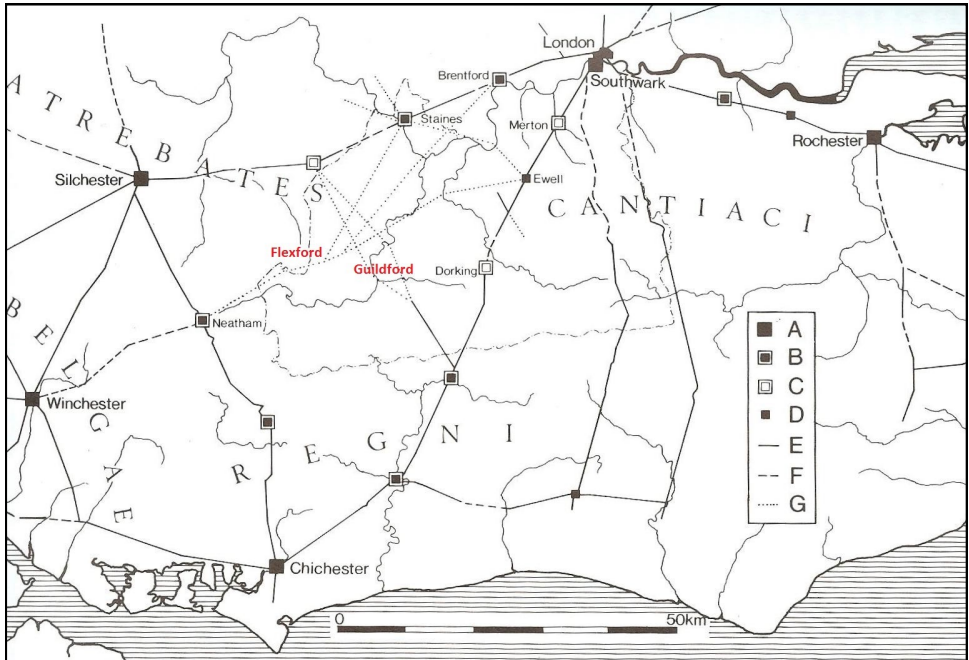 London
Brentford
Southwark
Staines
Merton
Rochester
ATREBATES
Silchester
Ewell
CANTIACI
Flexford
Guildford
Dorking
Neatham
BELGAE
Winchester
REGNI
Chichester
A
B
C
D
E
F
G
0
50km